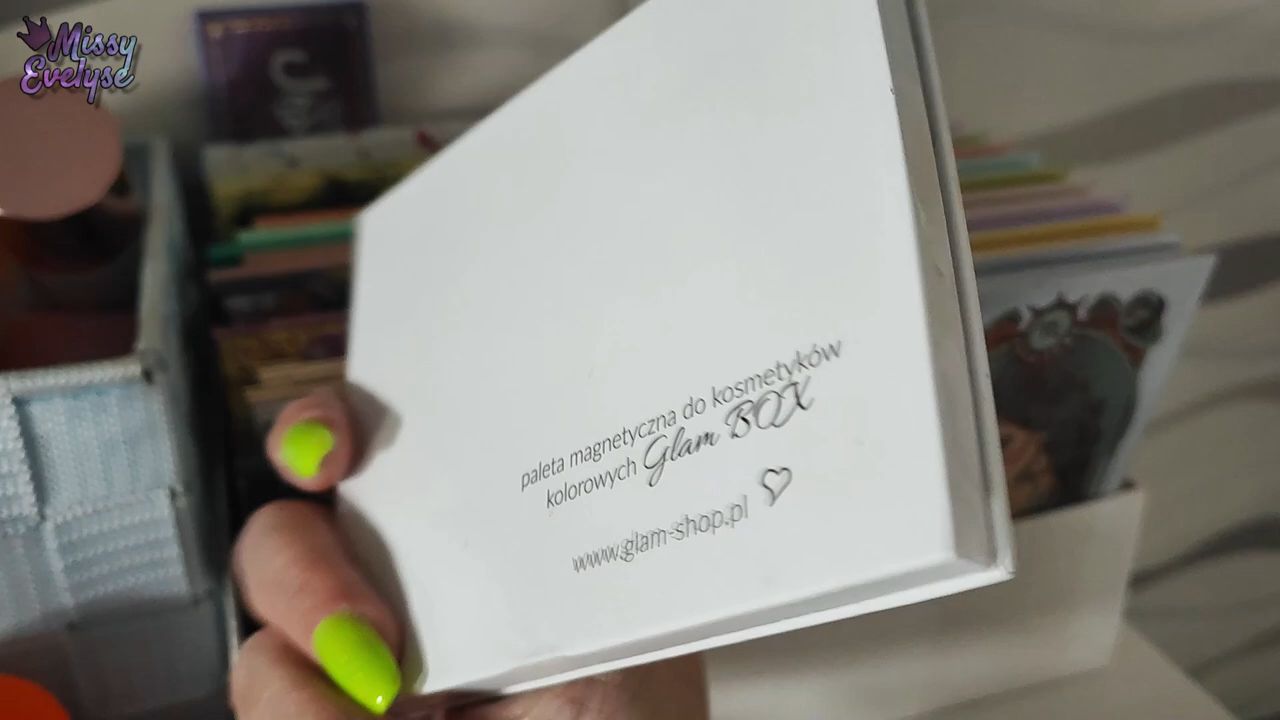 Missy
Evelyse
paleta magnetyczna do kosmetyków
kolorowych Glam BOX
www.glam-shop.pl